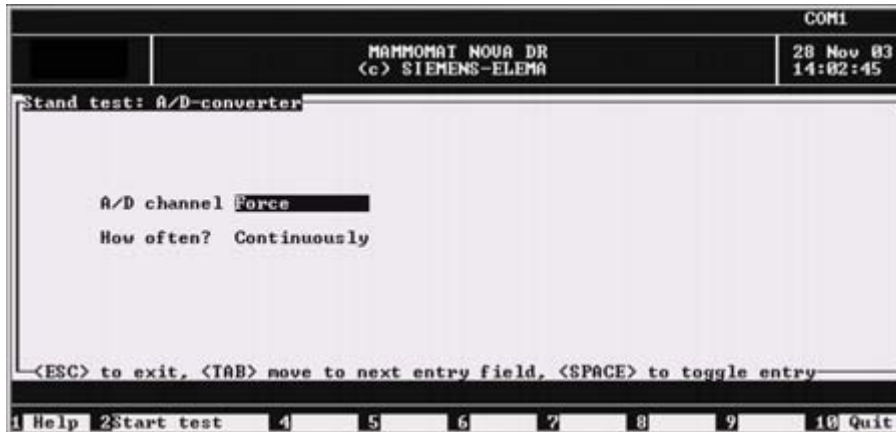 COM1
MAMMOMAT NOVA DR
(c) SIEMENS-ELEMA
28 Nov 03
14:02:45
Stand test: A/D-converter
A/D channel Force
How often? Continuously
<ESC> to exit, <TAB> move to next entry field, <SPACE> to toggle entry
1 Help 2Start test 4 5 6 7 8 9 10 Quit